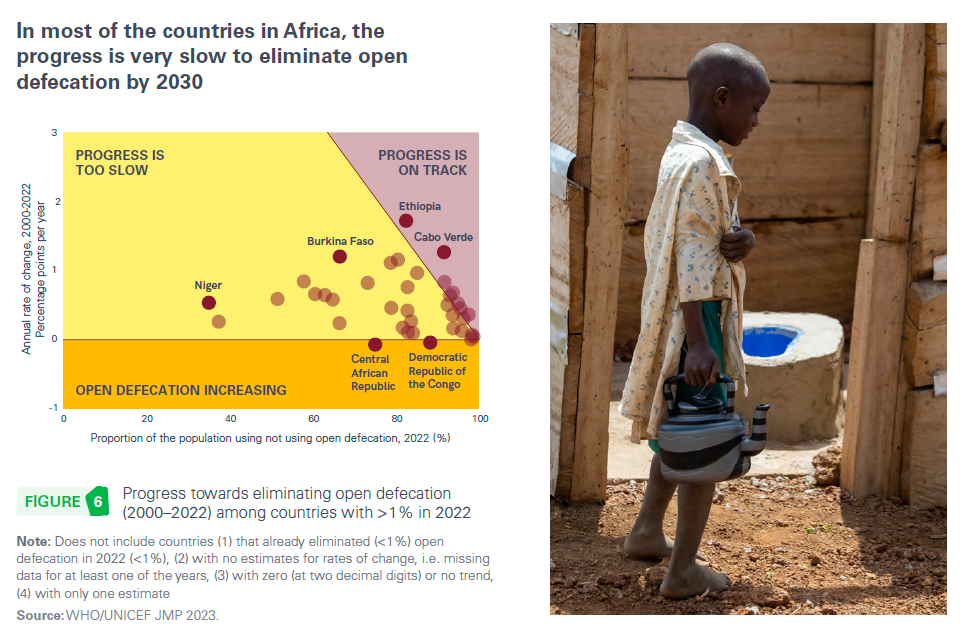 In most of the countries in Africa, the
progress is very slow to eliminate open
defecation by 2030
Annual rate of change, 2000-2022
Percentage points per year
3
2
1
0
-1
PROGRESS IS
TOO SLOW
PROGRESS IS
ON TRACK
Ethiopia
Cabo Verde
Burkina Faso
Niger
Central
African
Republic
Democratic
Republic of
the Congo
OPEN DEFECATION INCREASING
0
20
40
60
80
100
Proportion of the population using not using open defecation, 2022 (%)
FIGURE 6
Progress towards eliminating open defecation
(2000–2022) among countries with >1% in 2022
Note: Does not include countries (1) that already eliminated (<1%) open
defecation in 2022 (<1%), (2) with no estimates for rates of change, i.e. missing
data for at least one of the years, (3) with zero (at two decimal digits) or no trend,
(4) with only one estimate
Source: WHO/UNICEF JMP 2023.